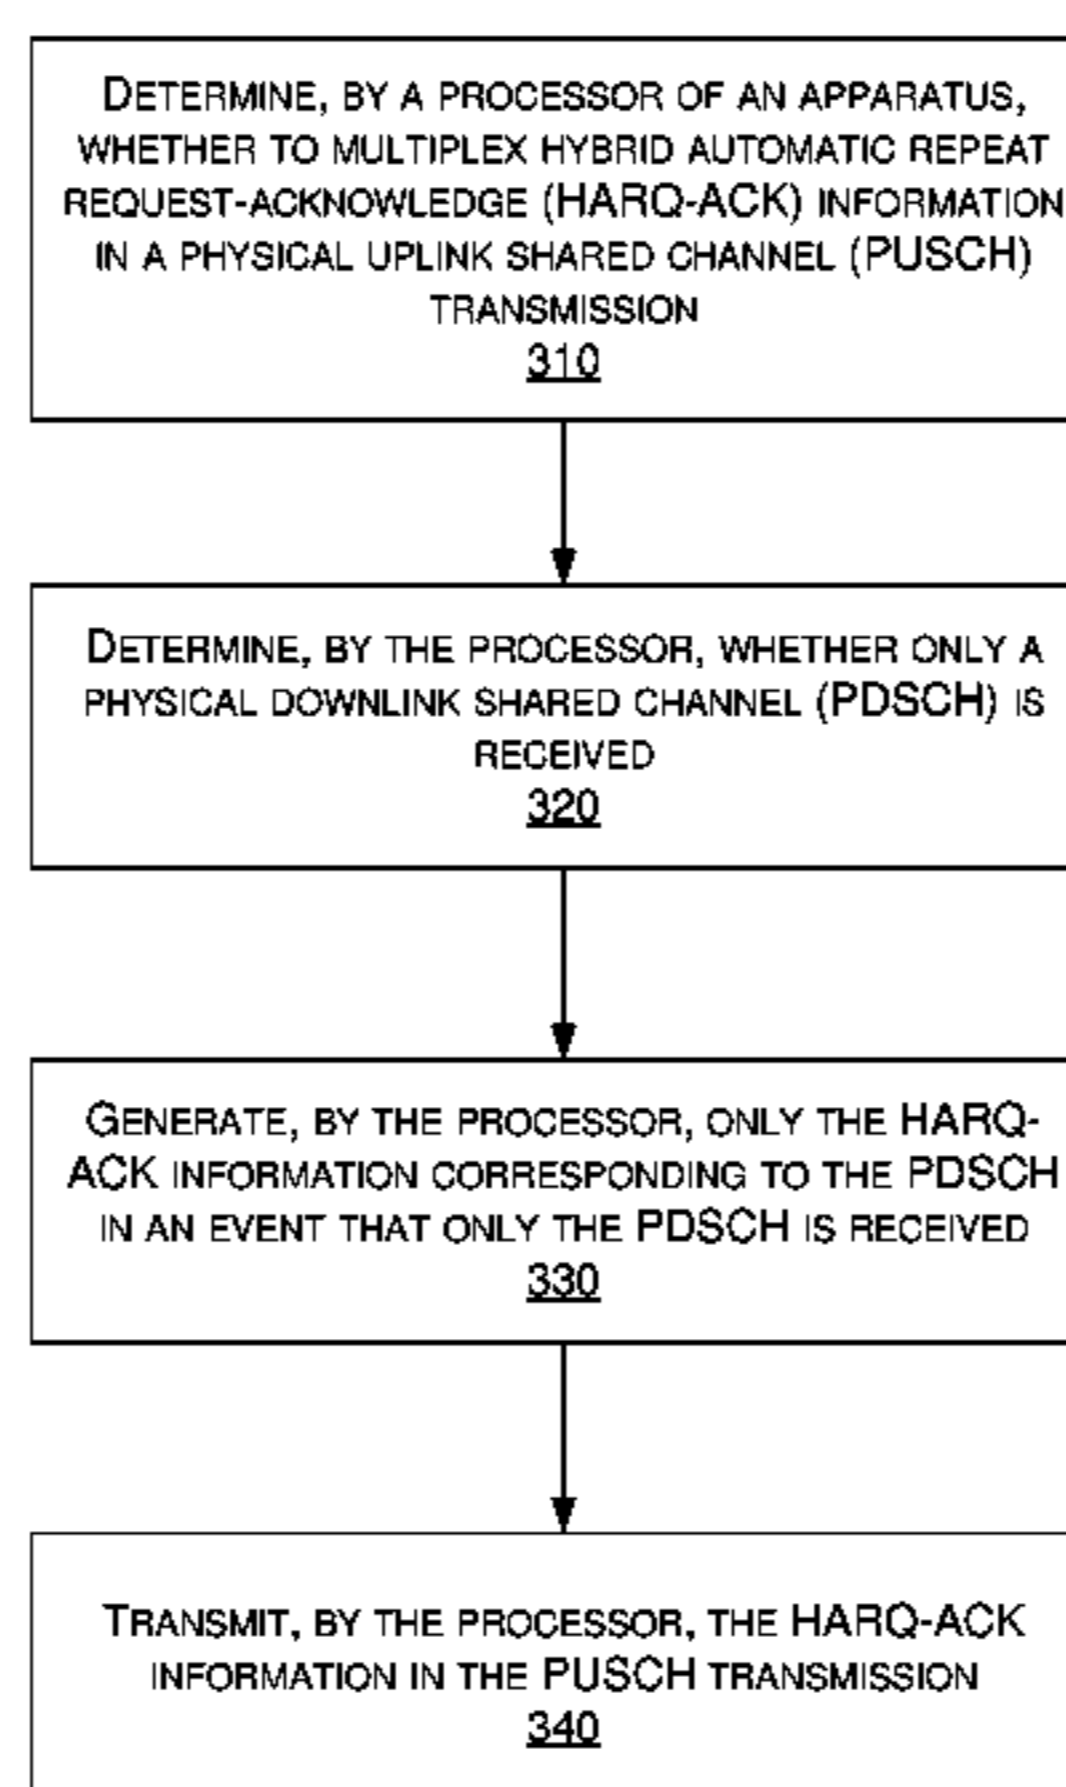 DETERMINE, BY A PROCESSOR OF AN APPARATUS,
WHETHER TO MULTIPLEX HYBRID AUTOMATIC REPEAT
REQUEST-ACKNOWLEDGE (HARQ-ACK) INFORMATION
IN A PHYSICAL UPLINK SHARED CHANNEL (PUSCH)
TRANSMISSION
310
DETERMINE, BY THE PROCESSOR, WHETHER ONLY A
PHYSICAL DOWNLINK SHARED CHANNEL (PDSCH) IS
RECEIVED
320
GENERATE, BY THE PROCESSOR, ONLY THE HARQ-
ACK INFORMATION CORRESPONDING TO THE PDSCH
IN AN EVENT THAT ONLY THE PDSCH IS RECEIVED
330
TRANSMIT, BY THE PROCESSOR, THE HARQ-ACK
INFORMATION IN THE PUSCH TRANSMISSION
340